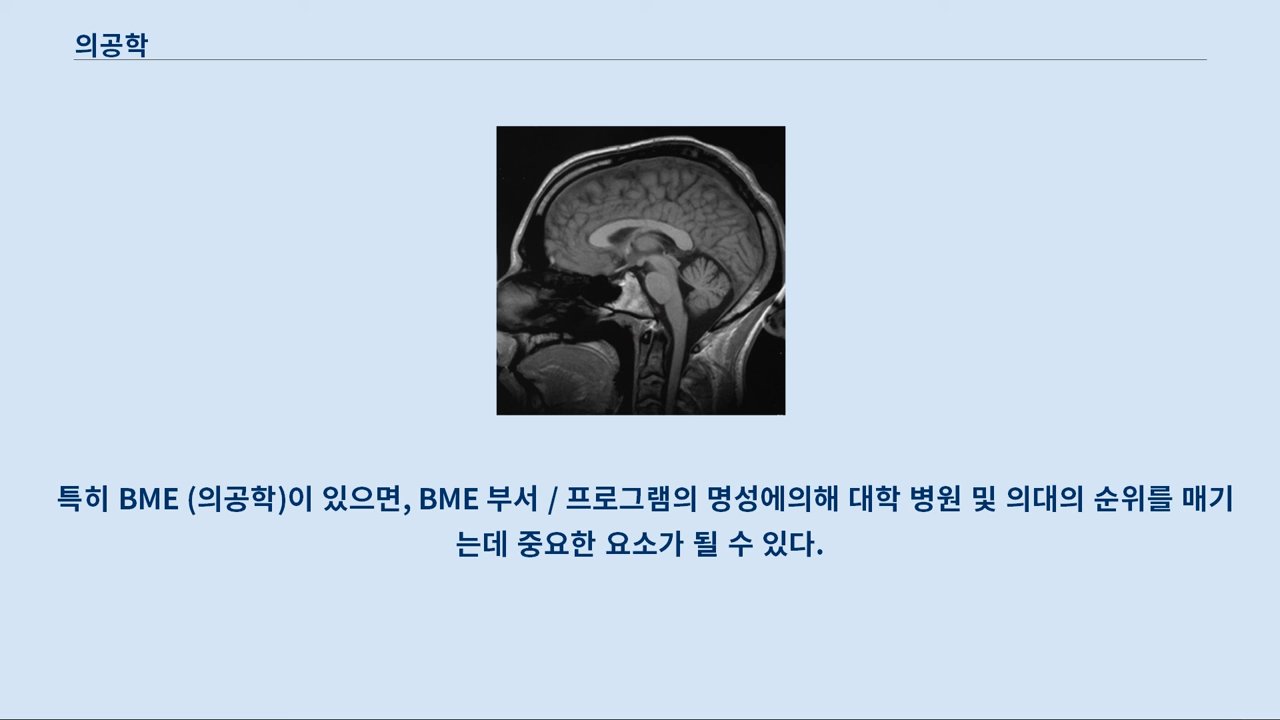 의공학
특히 BME (의공학)이 있으면, BME 부서 / 프로그램의 명성에의해 대학 병원 및 의대의 순위를 매기
는데 중요한 요소가 될 수 있다.